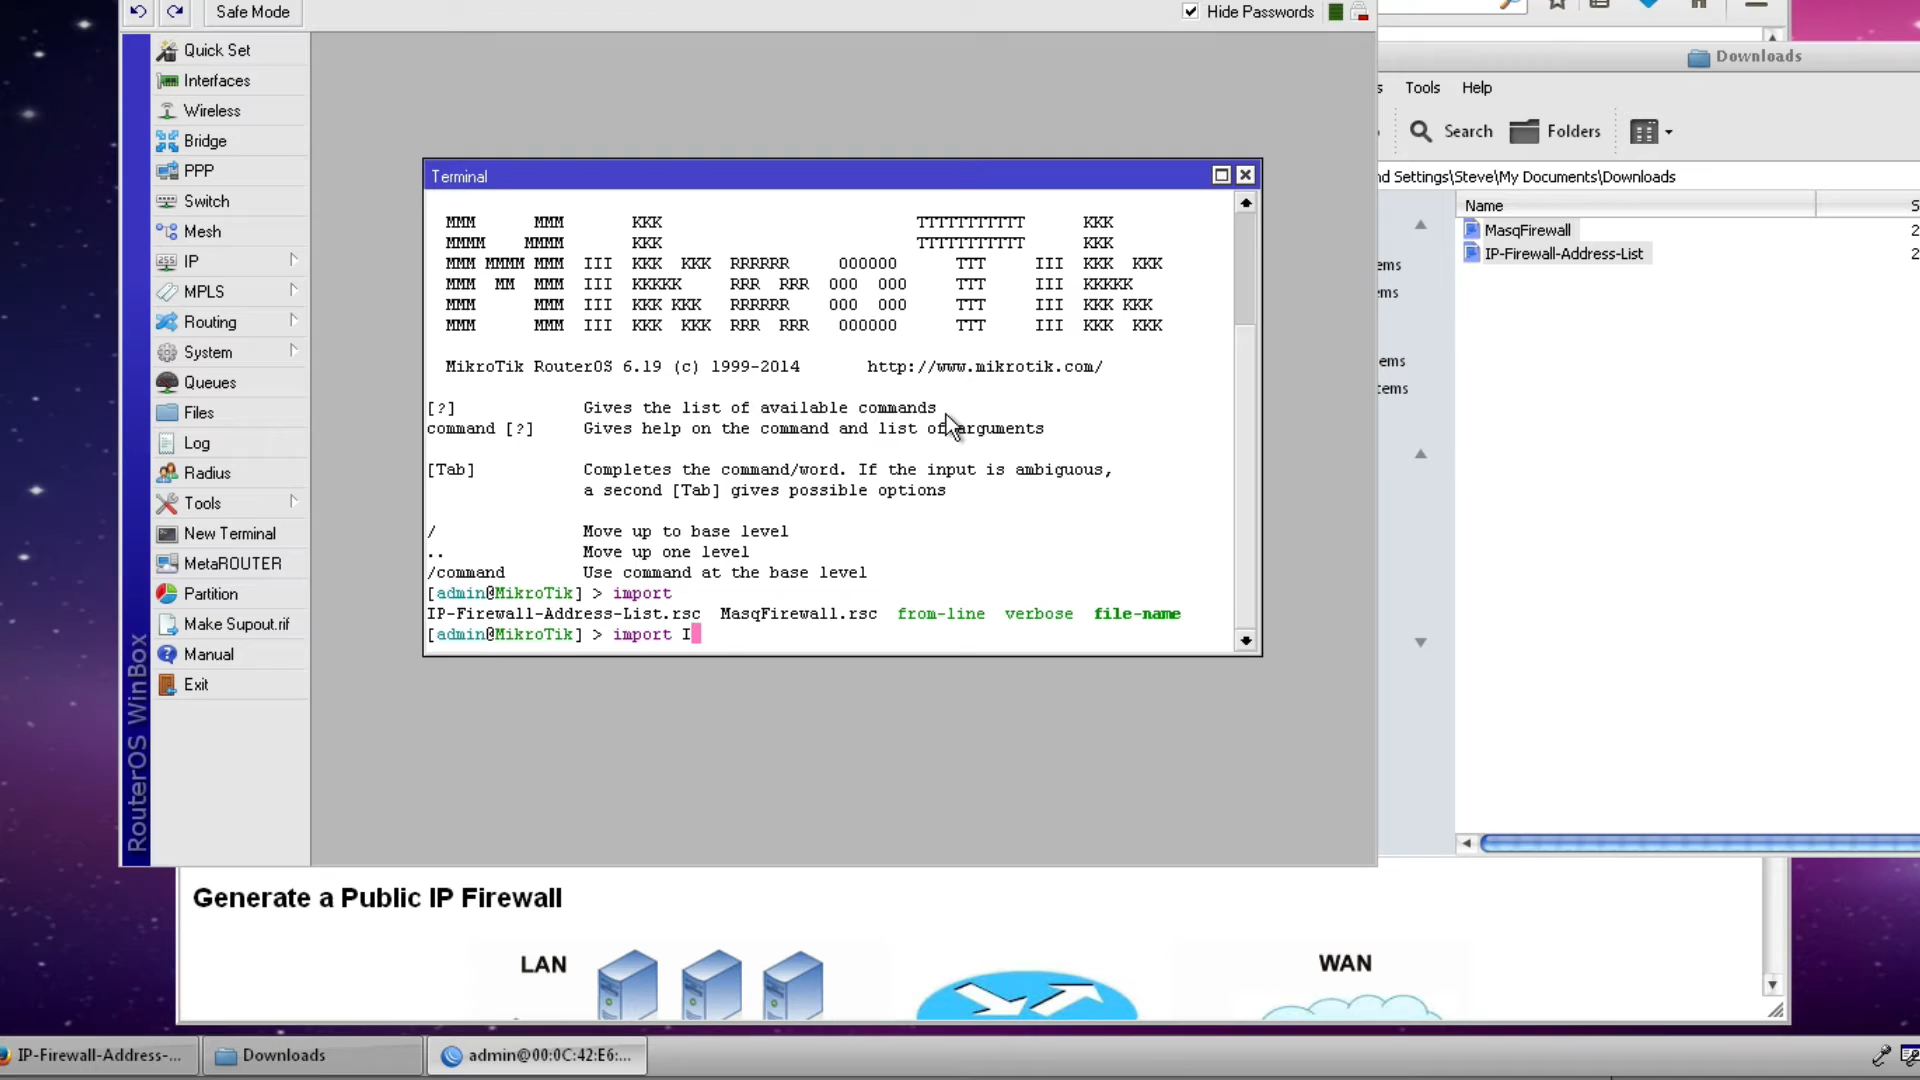 Safe Mode
Hide Passwords
Quick Set
Interfaces
Wireless
Bridge
PPP
Switch
Mesh
IP
MPLS
Routing
System
Queues
Files
Log
Radius
Tools
New Terminal
MetaROUTER
Partition
Make Supout.rif
Manual
Exit
RouterOS WinBox
Terminal
MMM MMM KKK TTTTTTTTTTT KKK
MMMM MMMM KKK TTTTTTTTTTT KKK
MMM MMMM MMM III KKK KKK RRRRRR OOOOOO TTT III KKK KKK
MMM MM MMM III KKKKK RRR RRR OOO OOO TTT III KKKKK
MMM MMM III KKK KKK RRRRRR OOO OOO TTT III KKK KKK
MMM MMM III KKK KKK RRR RRR OOOOOO TTT III KKK KKK
MikroTik RouterOS 6.19 (c) 1999-2014 http://www.mikrotik.com/
[?] Gives the list of available commands
command [?] Gives help on the command and list of arguments
[Tab] Completes the command/word. If the input is ambiguous,
a second [Tab] gives possible options
/ Move up to base level
.. Move up one level
/command Use command at the base level
[admin@MikroTik] > import
IP-Firewall-Address-List.rsc MasqFirewall.rsc from-line verbose file-name
[admin@MikroTik] > import I
Downloads
s Tools Help
Search Folders
nd Settings\Steve\My Documents\Downloads
Name S
MasqFirewall 2
IP-Firewall-Address-List 2
ems
ms
ems
tems
Generate a Public IP Firewall
LAN WAN
IP-Firewall-Address-... Downloads admin@00:0C:42:E6:...